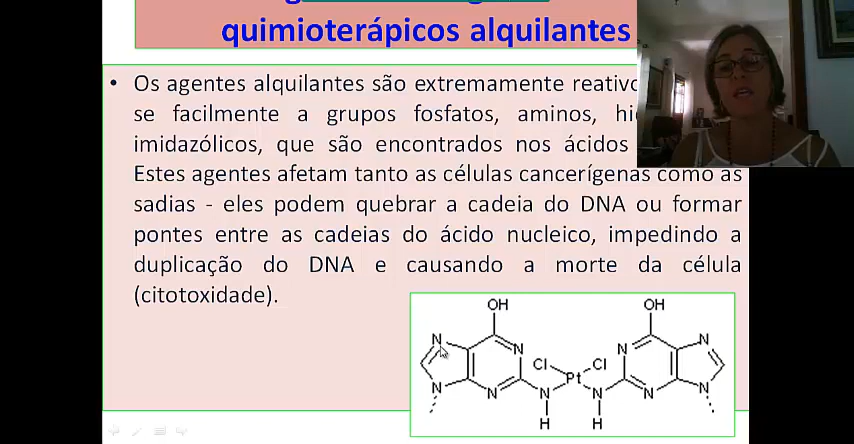 quimioterápicos alquilantes
• Os agentes alquilantes são extremamente
se facilmente a grupos fosfatos, aminos,
imidazólicos, que são encontrados nos ácidos
Estes agentes afetam tanto as células cancerígenas como as
sadias - eles podem quebrar a cadeia do DNA ou formar
pontes entre as cadeias do ácido nucleico, impedindo a
duplicação do DNA e causando a morte da célula
(citotoxidade).
OH OH
N N N N
Cl Pt Cl
N N N N N N
H H